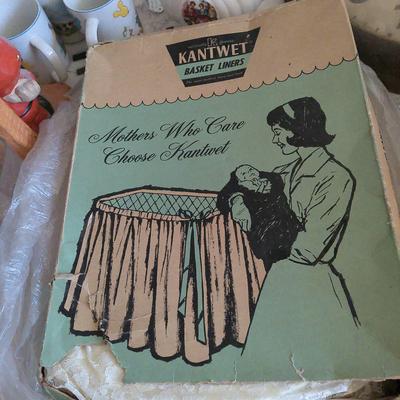 KANTWET
BASKET LINERS
Mothers Who Care
Choose Kantwet